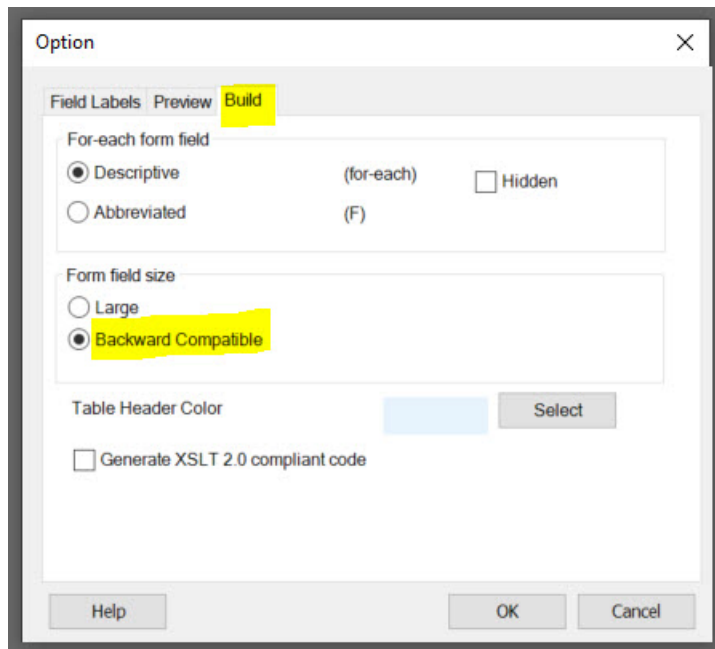 Option
Field Labels Preview Build
For-each form field
Descriptive (for-each) Hidden
Abbreviated (F)
Form field size
Large
Backward Compatible
Table Header Color Select
Generate XSLT 2.0 compliant code
Help OK Cancel